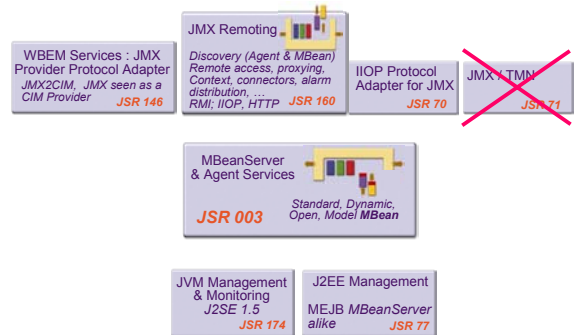 WBEM Services : JMX
Provider Protocol Adapter
JMX2CIM, JMX seen as a
CIM Provider
JSR 146
JMX Remoting
Discovery (Agent & MBean)
Remote access, proxying,
Context, connectors, alarm
distribution, …
RMI; IIOP, HTTP JSR 160
IIOP Protocol
Adapter for JMX
JSR 70
JMX / TMN
JSR 71
MBeanServer
& Agent Services
Standard, Dynamic,
Open, Model MBean
JSR 003
JVM Management
& Monitoring
J2SE 1.5
JSR 174
J2EE Management
MEJB MBeanServer
alike JSR 77